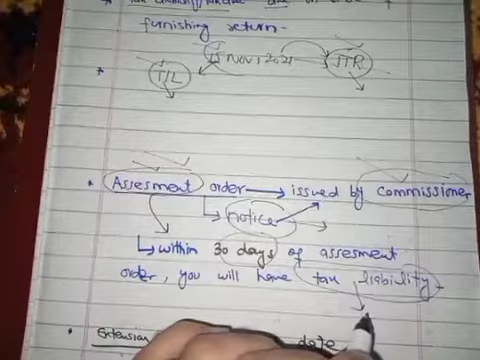 furnishing return.
Nov 2021 ITR
T/L
Assesment order → issued by commissioner
notice
within 30 days of assesment
order, you will have tax liability
Extension date